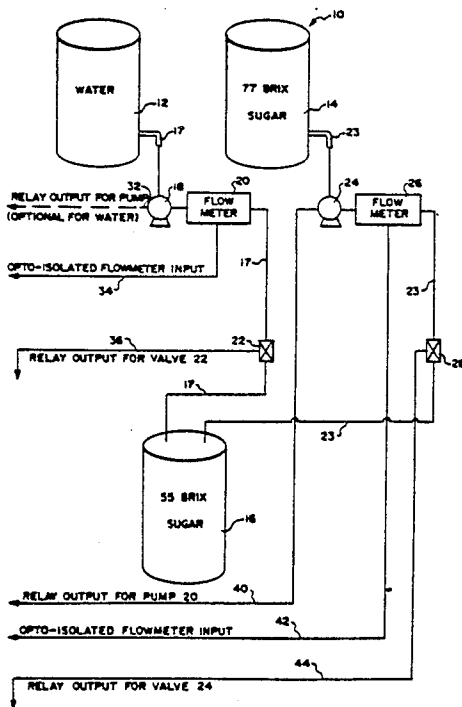 10
WATER
77 BRIX
SUGAR
12
17
14
23
32
18
20
24
26
FLOW
METER
FLOW
METER
RELAY OUTPUT FOR PUMP
(OPTIONAL FOR WATER)
17
23
OPTO-ISOLATED FLOWMETER INPUT
34
36
22
28
RELAY OUTPUT FOR VALVE 22
17
23
55 BRIX
SUGAR
16
RELAY OUTPUT FOR PUMP 20
40
OPTO-ISOLATED FLOWMETER INPUT
42
44
RELAY OUTPUT FOR VALVE 24